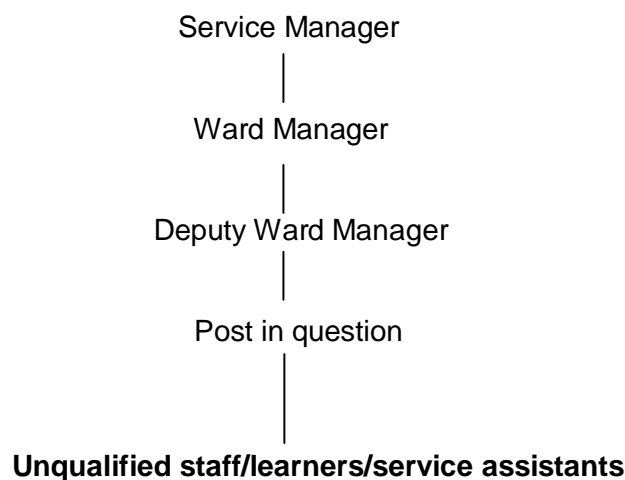 Service Manager
Ward Manager
Deputy Ward Manager
Post in question
Unqualified staff/learners/service assistants